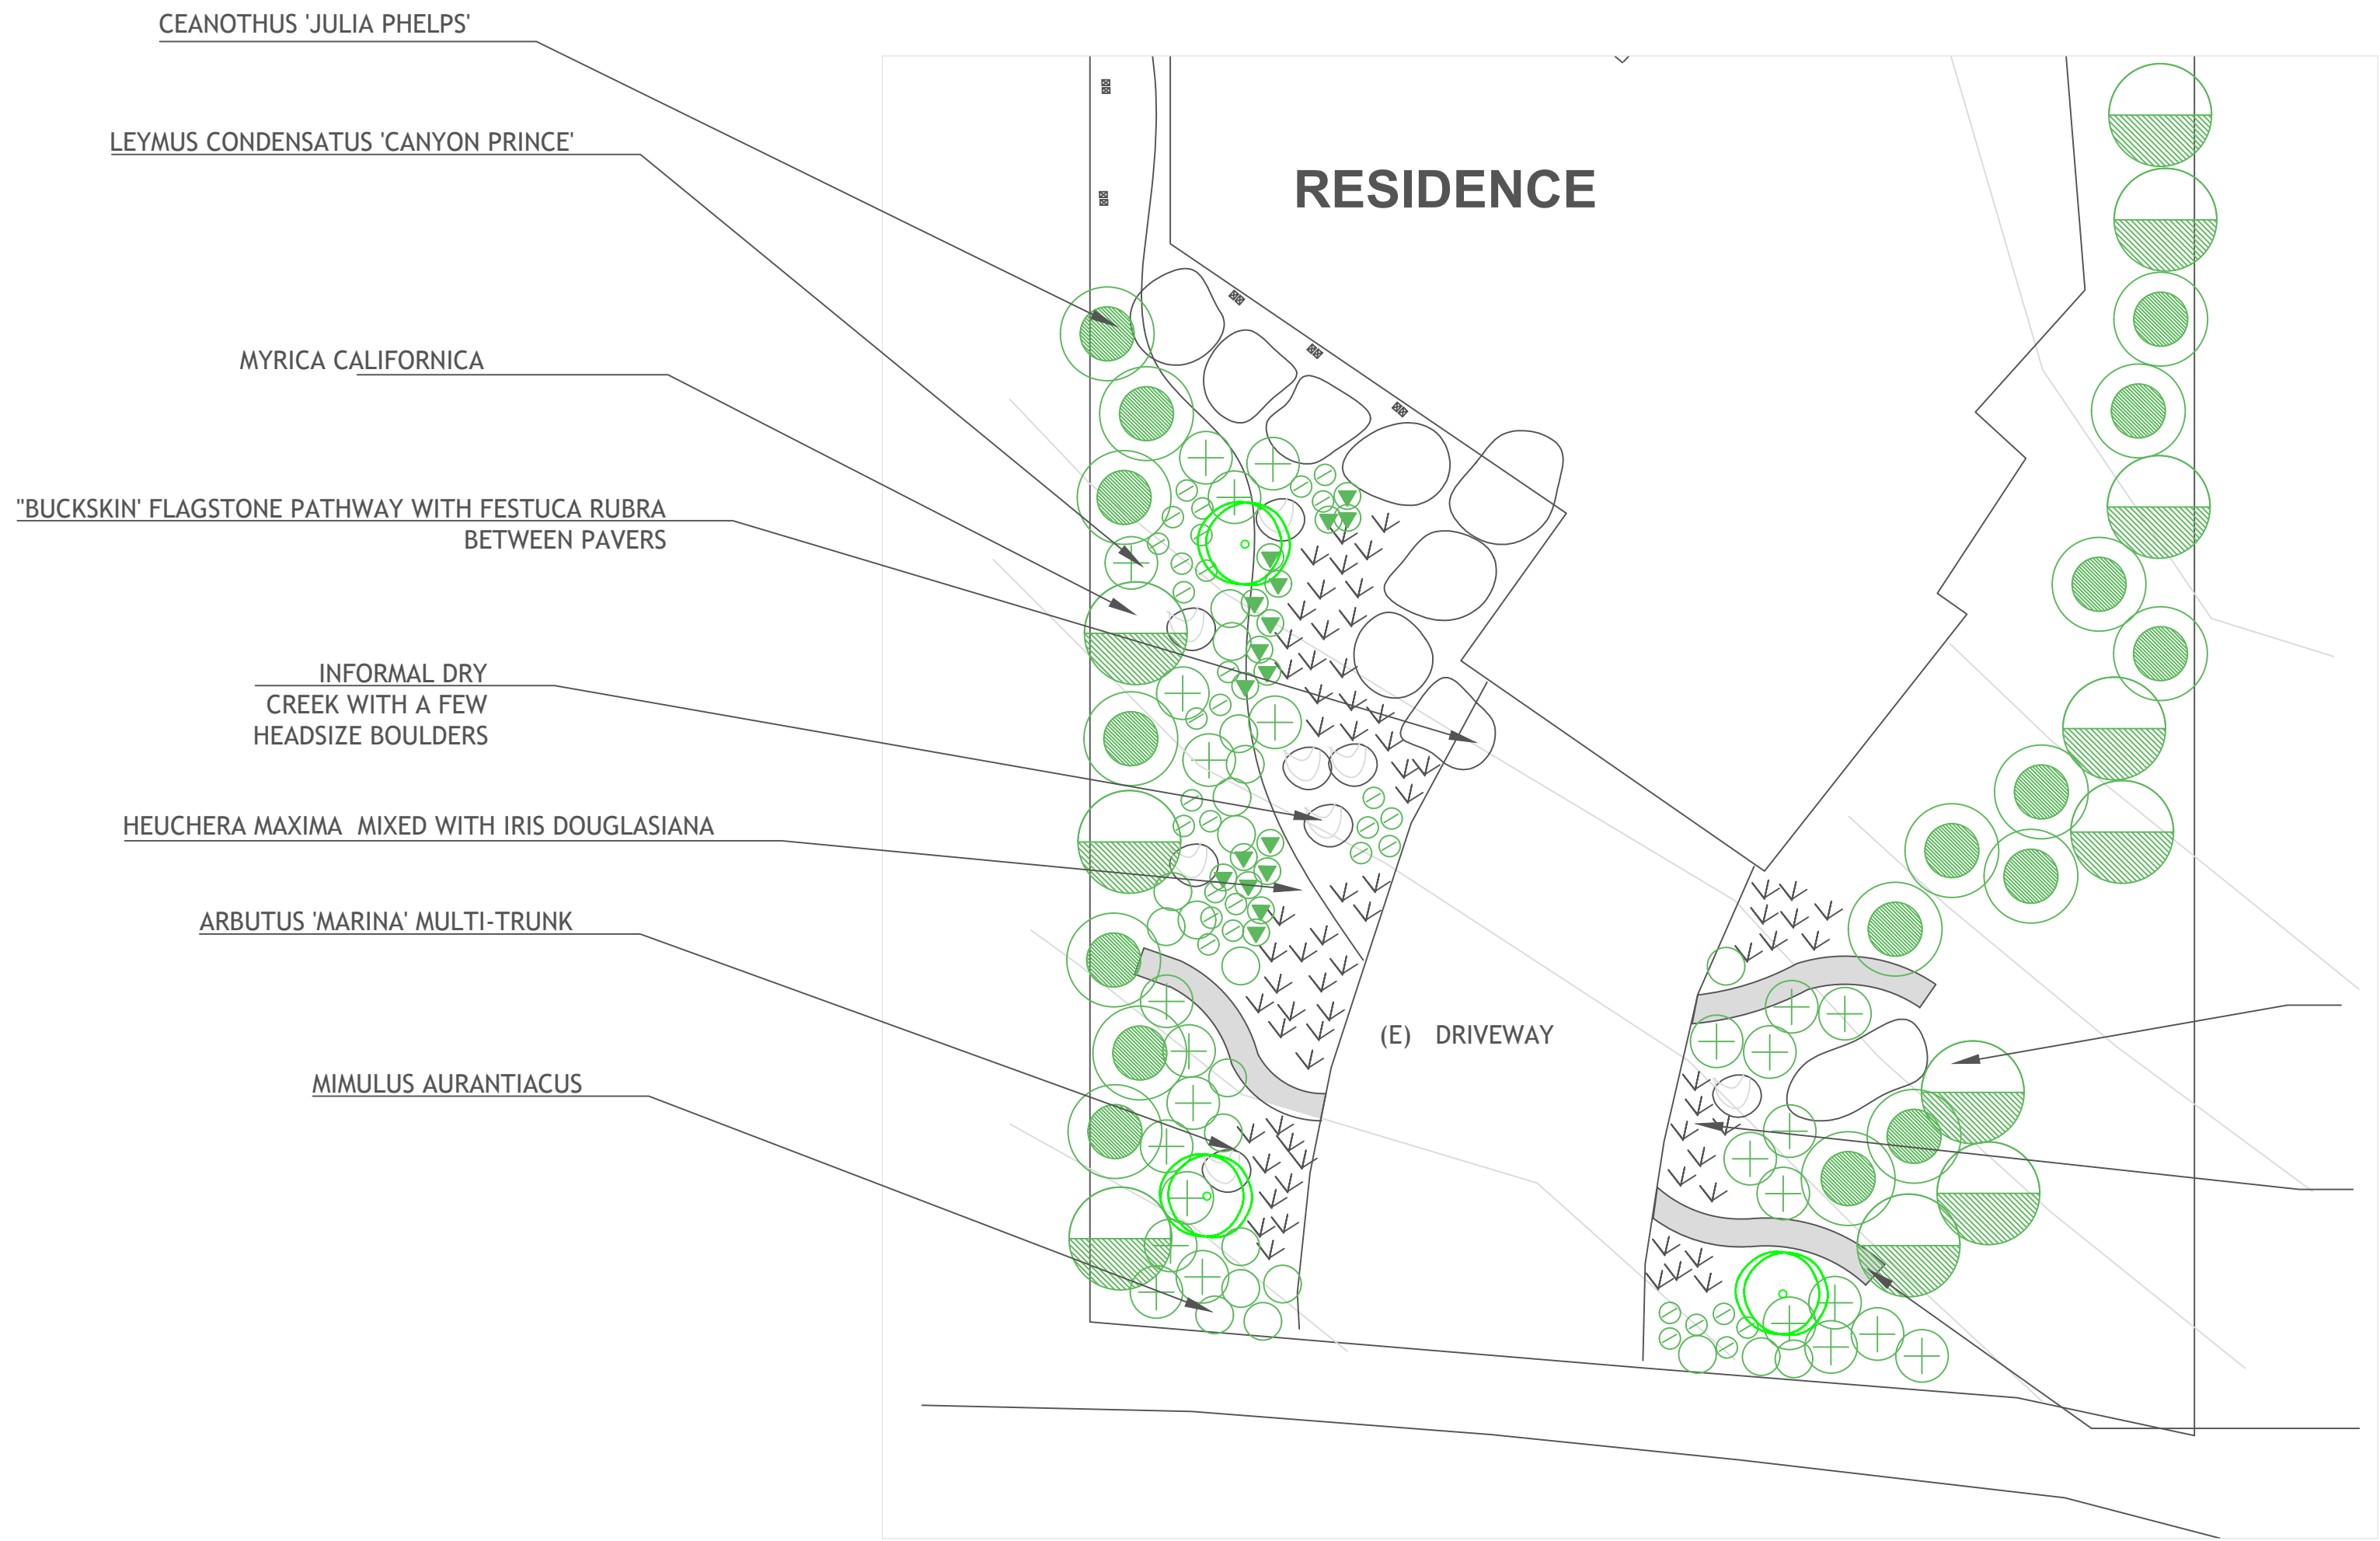 CEANOTHUS 'JULIA PHELPS'
LEYMUS CONDENSATUS 'CANYON PRINCE'
RESIDENCE
MYRICA CALIFORNICA
"BUCKSKIN' FLAGSTONE PATHWAY WITH FESTUCA RUBRA
BETWEEN PAVERS
INFORMAL DRY
CREEK WITH A FEW
HEADSIZE BOULDERS
HEUCHERA MAXIMA  MIXED WITH IRIS DOUGLASIANA
ARBUTUS 'MARINA' MULTI-TRUNK
(E)   DRIVEWAY
MIMULUS AURANTIACUS